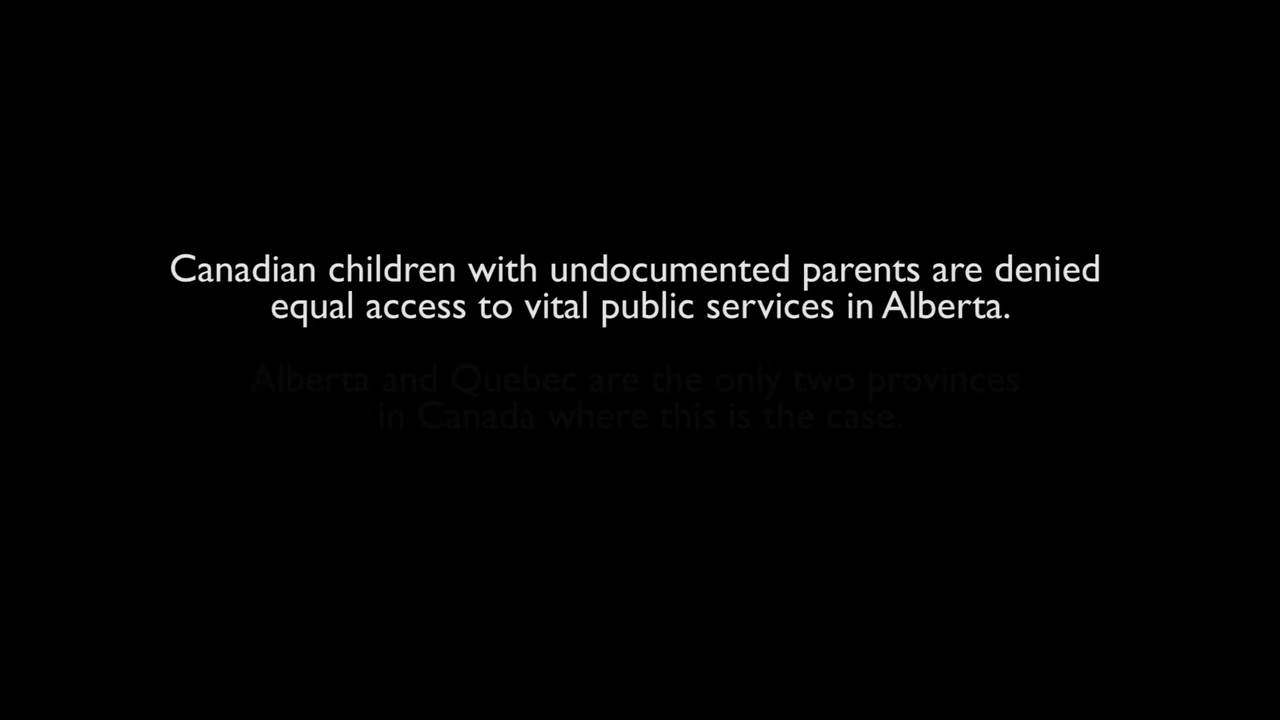 Canadian children with undocumented parents are denied
equal access to vital public services in Alberta.
Alberta and Quebec are the only two provinces
in Canada where this is the case.